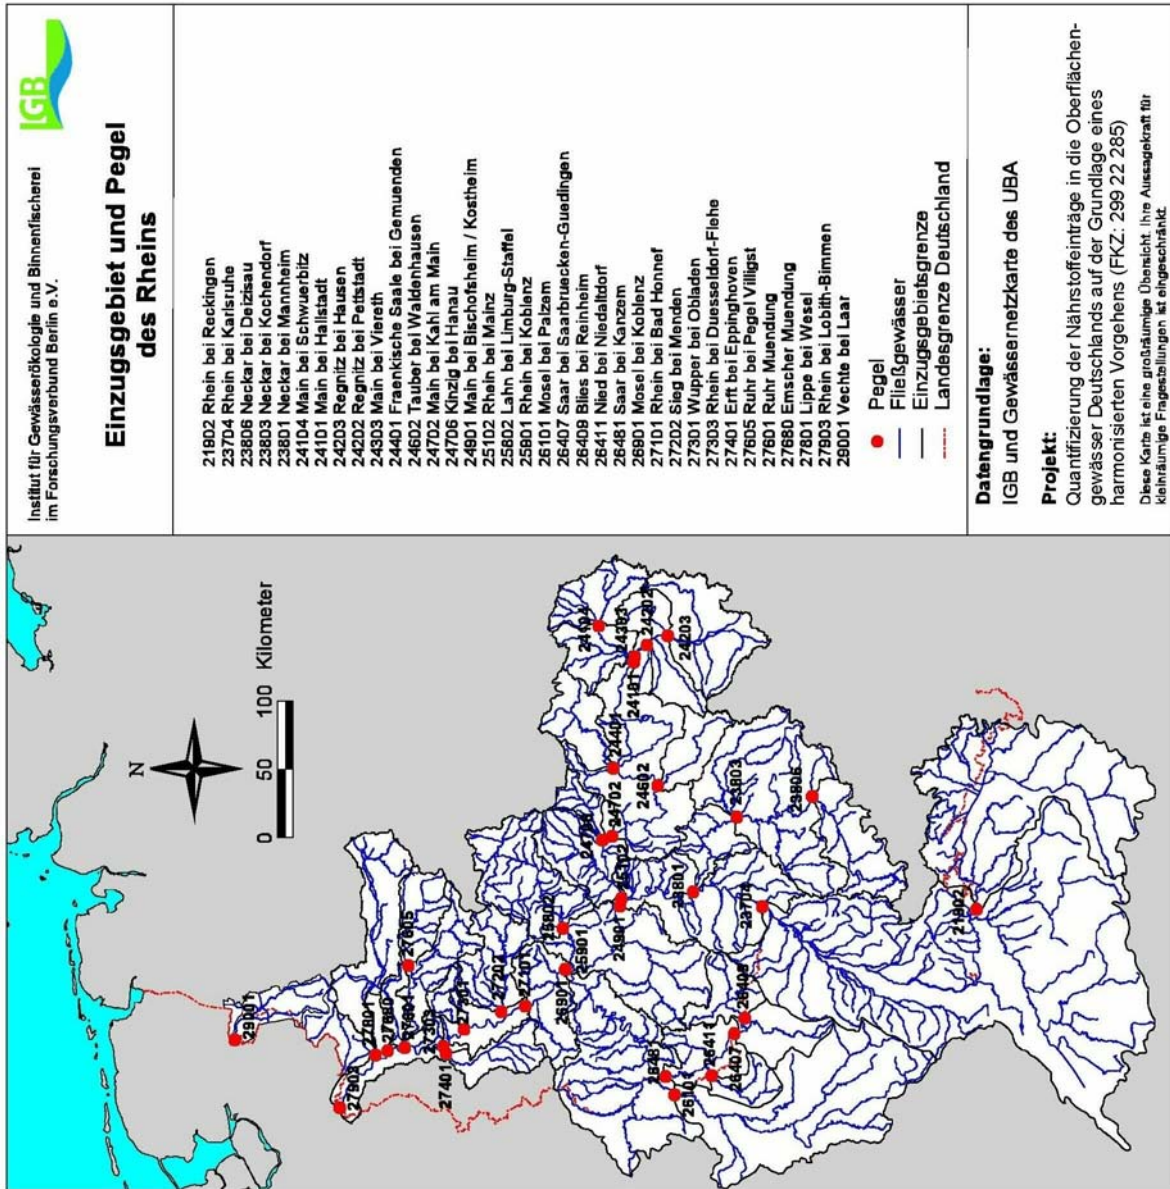 Institut für Gewässerökologie und Binnenfischerei
im Forschungsverbund Berlin e.V.
IGB
Einzugsgebiet und Pegel
des Rheins
21902 Rhein bei Reckingen
23704 Rhein bei Karlsruhe
23806 Neckar bei Deizisau
23803 Neckar bei Kochendorf
23801 Neckar bei Mannheim
24104 Main bei Schwuerbitz
24101 Main bei Hallstadt
24203 Regnitz bei Hausen
24202 Regnitz bei Pettstadt
24303 Main bei Viereth
24401 Fraenkische Saale bei Gemuenden
24602 Tauber bei Waldenhausen
24702 Main bei Kahl am Main
24706 Kinzig bei Hanau
24901 Main bei Bischofsheim / Kostheim
25102 Rhein bei Mainz
25802 Lahn bei Limburg-Staffel
25901 Rhein bei Koblenz
26101 Mosel bei Palzem
26407 Saar bei Saarbruecken-Guedingen
26409 Blies bei Reinheim
26411 Nied bei Niedaltdorf
26481 Saar bei Kanzem
26901 Mosel bei Koblenz
27101 Rhein bei Bad Honnef
27202 Sieg bei Menden
27301 Wupper bei Obladen
27303 Rhein bei Duesseldorf-Flehe
27401 Erft bei Eppinghoven
27605 Ruhr bei Pegel Villigst
27601 Ruhr Muendung
27680 Emscher Muendung
27801 Lippe bei Wesel
27903 Rhein bei Lobith-Bimmen
29001 Vechte bei Laar
Pegel
Fließgewässer
Einzugsgebietsgrenze
Landesgrenze Deutschland
Datengrundlage:
IGB und Gewässernetzkarte des UBA
Projekt:
Quantifizierung der Nährstoffeinträge in die Oberflächen-
gewässer Deutschlands auf der Grundlage eines
harmonisierten Vorgehens (FKZ: 299 22 285)
Diese Karte ist eine großräumige Übersicht. Ihre Aussagekraft für
kleinräumige Fragestellungen ist eingeschränkt.
N
0 50 100 Kilometer
29001
27903
27801
27680
27601
27605
27303
27401
27301
27202
27101
25802
25901
26901
24706
24702
24401
24104
24303
24202
24101
24203
24602
25102
24901
23801
23803
23806
23704
26481
26101
26411
26407
26409
21902